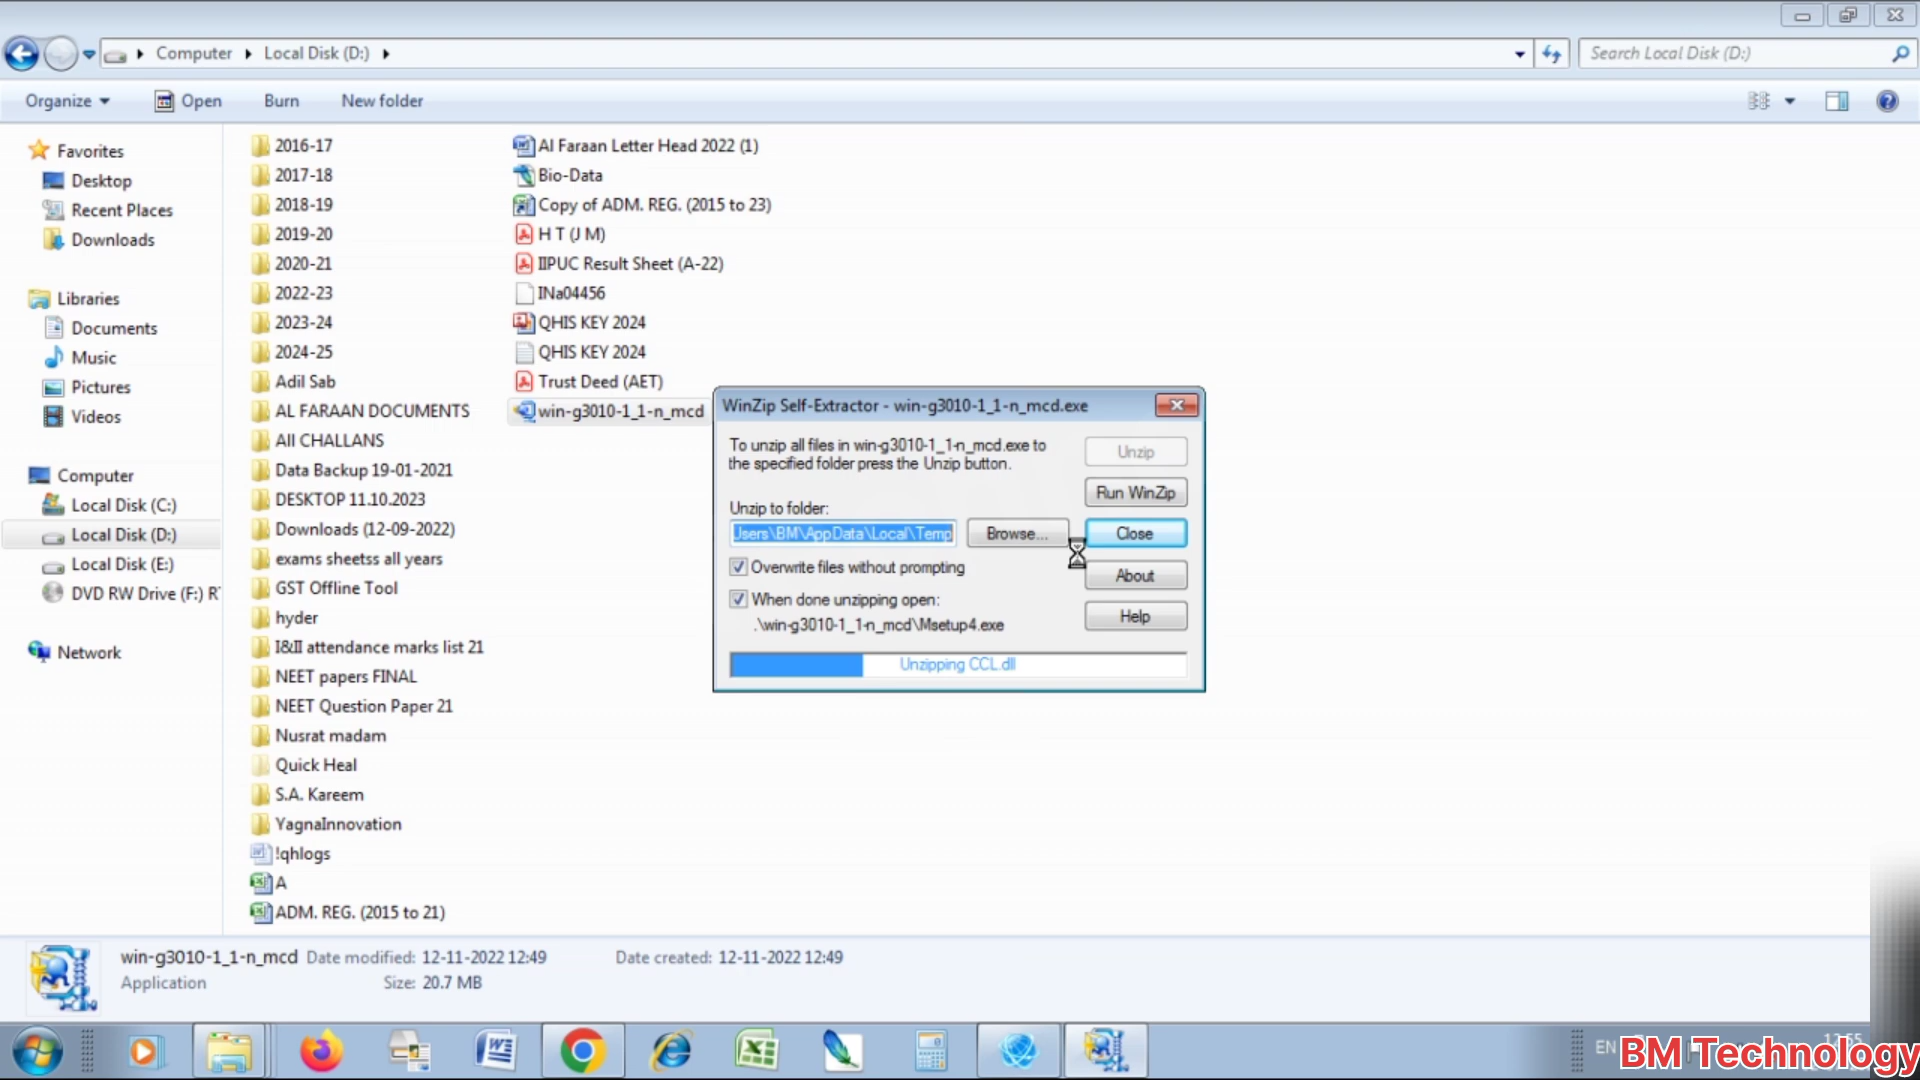 Computer
Local Disk (D:)
Search Local Disk (D:)
Organize
Open
Burn
New folder
Favorites
Desktop
Recent Places
Downloads
Libraries
Documents
Music
Pictures
Videos
Computer
Local Disk (C:)
Local Disk (D:)
Local Disk (E:)
DVD RW Drive (F:)
Network
2016-17
2017-18
2018-19
2019-20
2020-21
2022-23
2023-24
2024-25
Adil Sab
AL FARAAN DOCUMENTS
All CHALLANS
Data Backup 19-01-2021
DESKTOP 11.10.2023
Downloads (12-09-2022)
exams sheetss all years
GST Offline Tool
hyder
I&II attendance marks list 21
NEET papers FINAL
NEET Question Paper 21
Nusrat madam
Quick Heal
S.A. Kareem
YagnaInnovation
!qhlogs
A
ADM. REG. (2015 to 21)
Al Faraan Letter Head 2022 (1)
Bio-Data
Copy of ADM. REG. (2015 to 23)
H T (J M)
IIPUC Result Sheet (A-22)
INa04456
QHIS KEY 2024
QHIS KEY 2024
Trust Deed (AET)
win-g3010-1_1-n_mcd
WinZip Self-Extractor - win-g3010-1_1-n_mcd.exe
To unzip all files in win-g3010-1_1-n_mcd.exe to
the specified folder press the Unzip button.
Unzip to folder:
Users\BM\AppData\Local\Temp
Browse...
Overwrite files without prompting
When done unzipping open:
.\win-g3010-1_1-n_mcd\Msetup4.exe
Unzipping CCL.dll
Unzip
Run WinZip
Close
About
Help
win-g3010-1_1-n_mcd Date modified: 12-11-2022 12:49 Date created: 12-11-2022 12:49
Application Size: 20.7 MB
EN
BM Technology